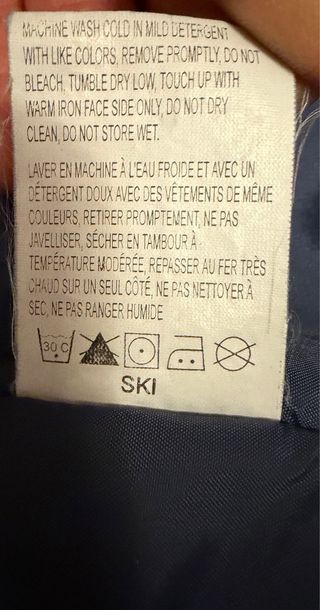 MACHINE WASH COLD IN MILD DETERGENT
WITH LIKE COLORS, REMOVE PROMPTLY, DO NOT
BLEACH, TUMBLE DRY LOW, TOUCH UP WITH
WARM IRON FACE SIDE ONLY, DO NOT DRY
CLEAN, DO NOT STORE WET.
LAVER EN MACHINE À L'EAU FROIDE ET AVEC UN
DÉTERGENT DOUX AVEC DES VÊTEMENTS DE MÊME
COULEURS, RETIRER PROMPTEMENT, NE PAS
JAVELLISER, SÉCHER EN TAMBOUR À
TEMPÉRATURE MODÉRÉE, REPASSER AU FER TRÈS
CHAUD SUR UN SEUL CÔTÉ, NE PAS NETTOYER À
SEC, NE PAS RANGER HUMIDE
30 C
SKI